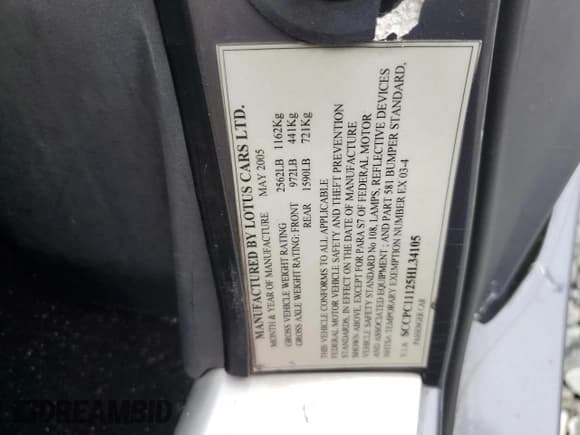 MANUFACTURED BY LOTUS CARS LTD.
MONTH & YEAR OF MANUFACTURE MAY 2005
GROSS VEHICLE WEIGHT RATING 2562LB 1162Kg
GROSS AXLE WEIGHT RATING: FRONT 972LB 441Kg
REAR 1590LB 721Kg
THIS VEHICLE CONFORMS TO ALL APPLICABLE
FEDERAL MOTOR VEHICLE SAFETY AND THEFT PREVENTION
STANDARDS, IN EFFECT ON THE DATE OF MANUFACTURE
SHOWN ABOVE, EXCEPT FOR PARA S7 OF FEDERAL MOTOR
VEHICLE SAFETY STANDARD No 108, LAMPS, REFLECTIVE DEVICES
AND ASSOCIATED EQUIPMENT : AND PART 581 BUMPER STANDARD,
NHTSA TEMPORARY EXEMPTION NUMBER EX 03-4
V.I.N. SCCPC11125HL34105
PASSENGER CAR
DREAMBID